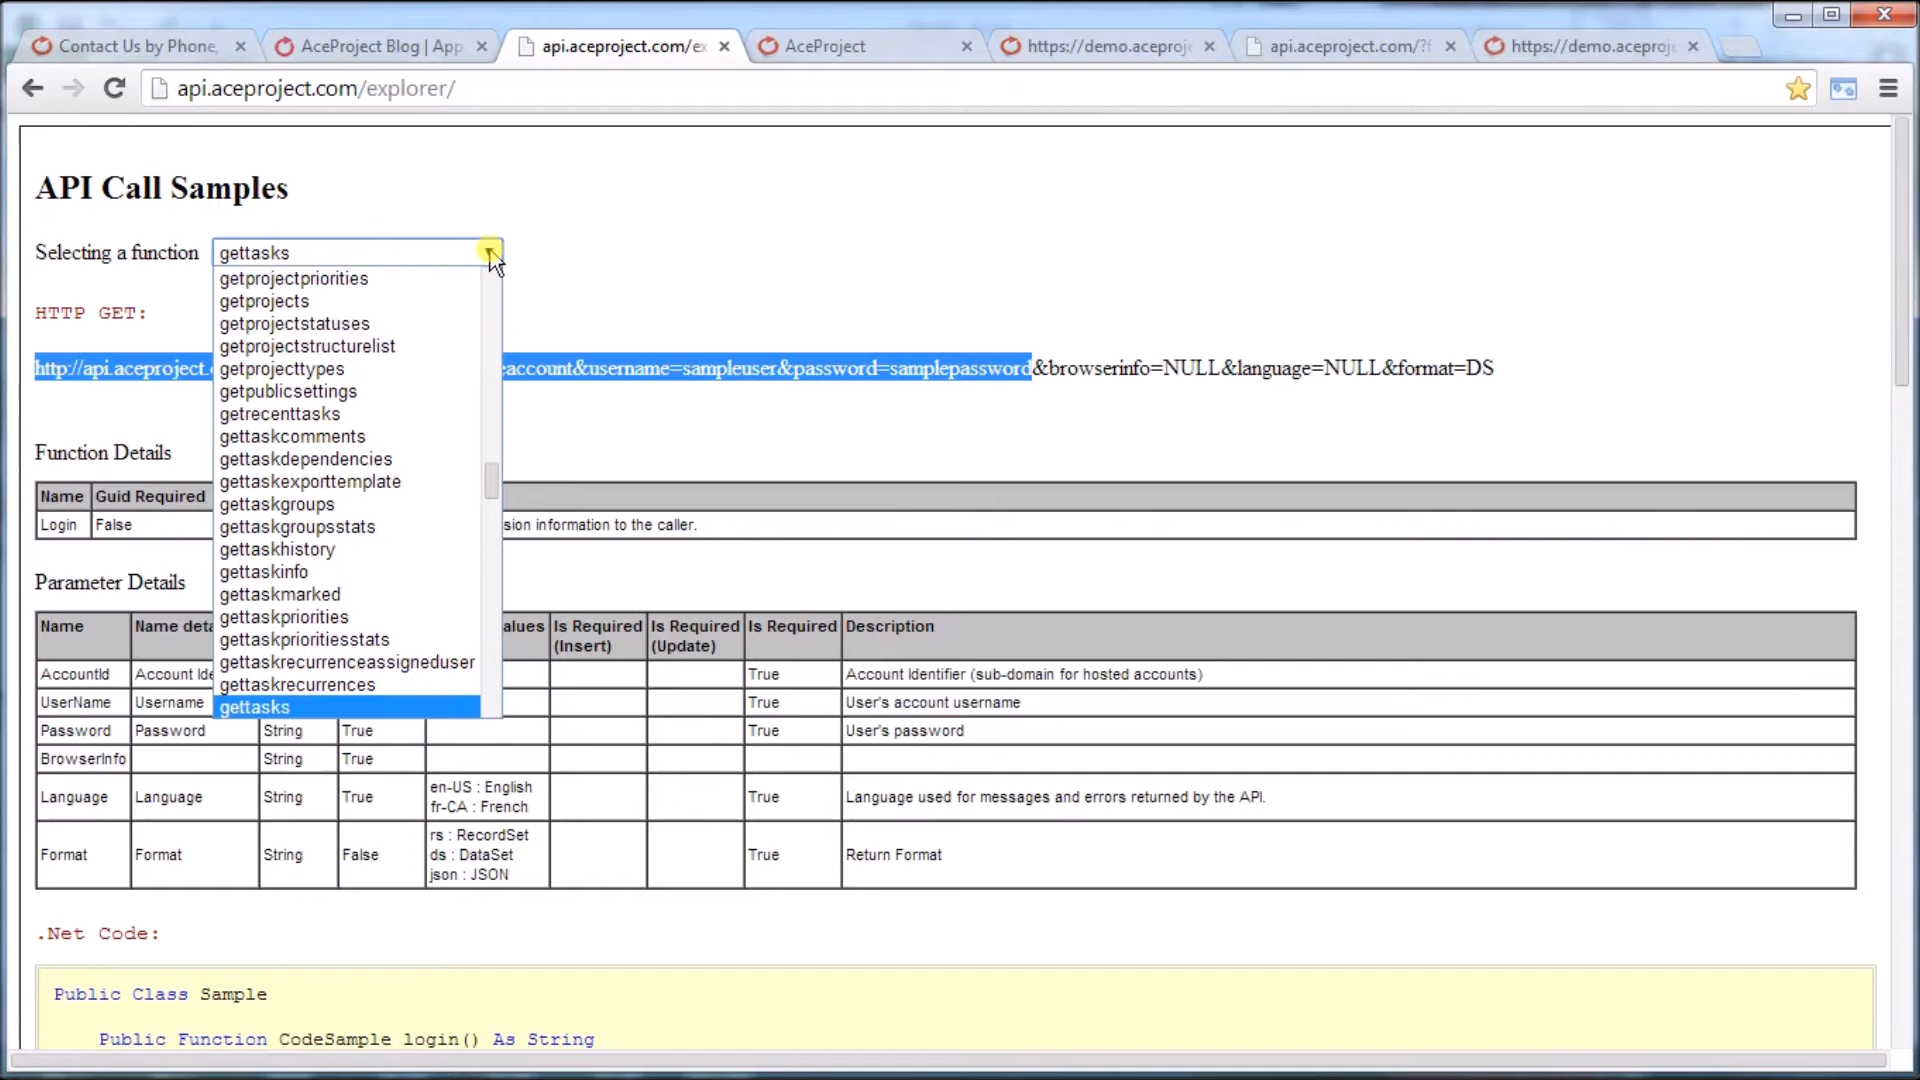 Contact Us by Phone,
AceProject Blog | App
api.aceproject.com/ex
AceProject
https://demo.aceproj
api.aceproject.com/?f
https://demo.aceproj
api.aceproject.com/explorer/
API Call Samples
Selecting a function gettasks
getprojectpriorities
getprojects
getprojectstatuses
getprojectstructurelist
getprojecttypes
getpublicsettings
getrecenttasks
gettaskcomments
gettaskdependencies
gettaskexporttemplate
gettaskgroups
gettaskgroupsstats
gettaskhistory
gettaskinfo
gettaskmarked
gettaskpriorities
gettaskprioritiesstats
gettaskrecurrenceassigneduser
gettaskrecurrences
gettasks
HTTP GET:
http://api.aceproject. eaccount&username=sampleuser&password=samplepassword&browserinfo=NULL&language=NULL&format=DS
Function Details
Name Guid Required
Login False sion information to the caller.
Parameter Details
Name Name deta alues Is Required (Insert) Is Required (Update) Is Required Description
AccountId Account Ide True Account Identifier (sub-domain for hosted accounts)
UserName Username True User's account username
Password Password String True True User's password
BrowserInfo String True
Language Language String True en-US : English fr-CA : French True Language used for messages and errors returned by the API.
Format Format String False rs : RecordSet ds : DataSet json : JSON True Return Format
.Net Code:
Public Class Sample
Public Function CodeSample login() As String